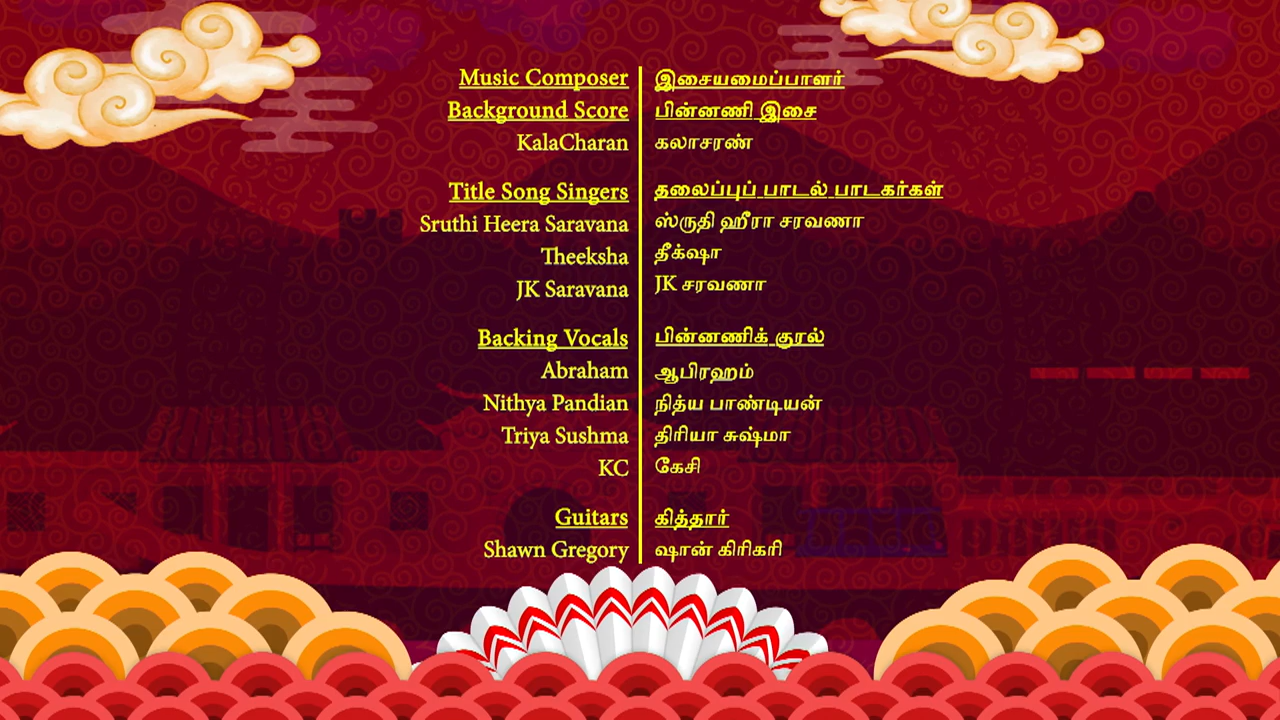 Music Composer இசையமைப்பாளர்
Background Score பின்னணி இசை
KalaCharan கலாசரண்
Title Song Singers தலைப்புப் பாடல் பாடகர்கள்
Sruthi Heera Saravana ஸ்ருதி ஹீரா சரவணா
Theeksha தீக்ஷா
JK Saravana JK சரவணா
Backing Vocals பின்னணிக் குரல்
Abraham ஆபிரஹம்
Nithya Pandian நித்ய பாண்டியன்
Triya Sushma திரியா சுஷ்மா
KC கேசி
Guitars கித்தார்
Shawn Gregory ஷான் கிரிகரி